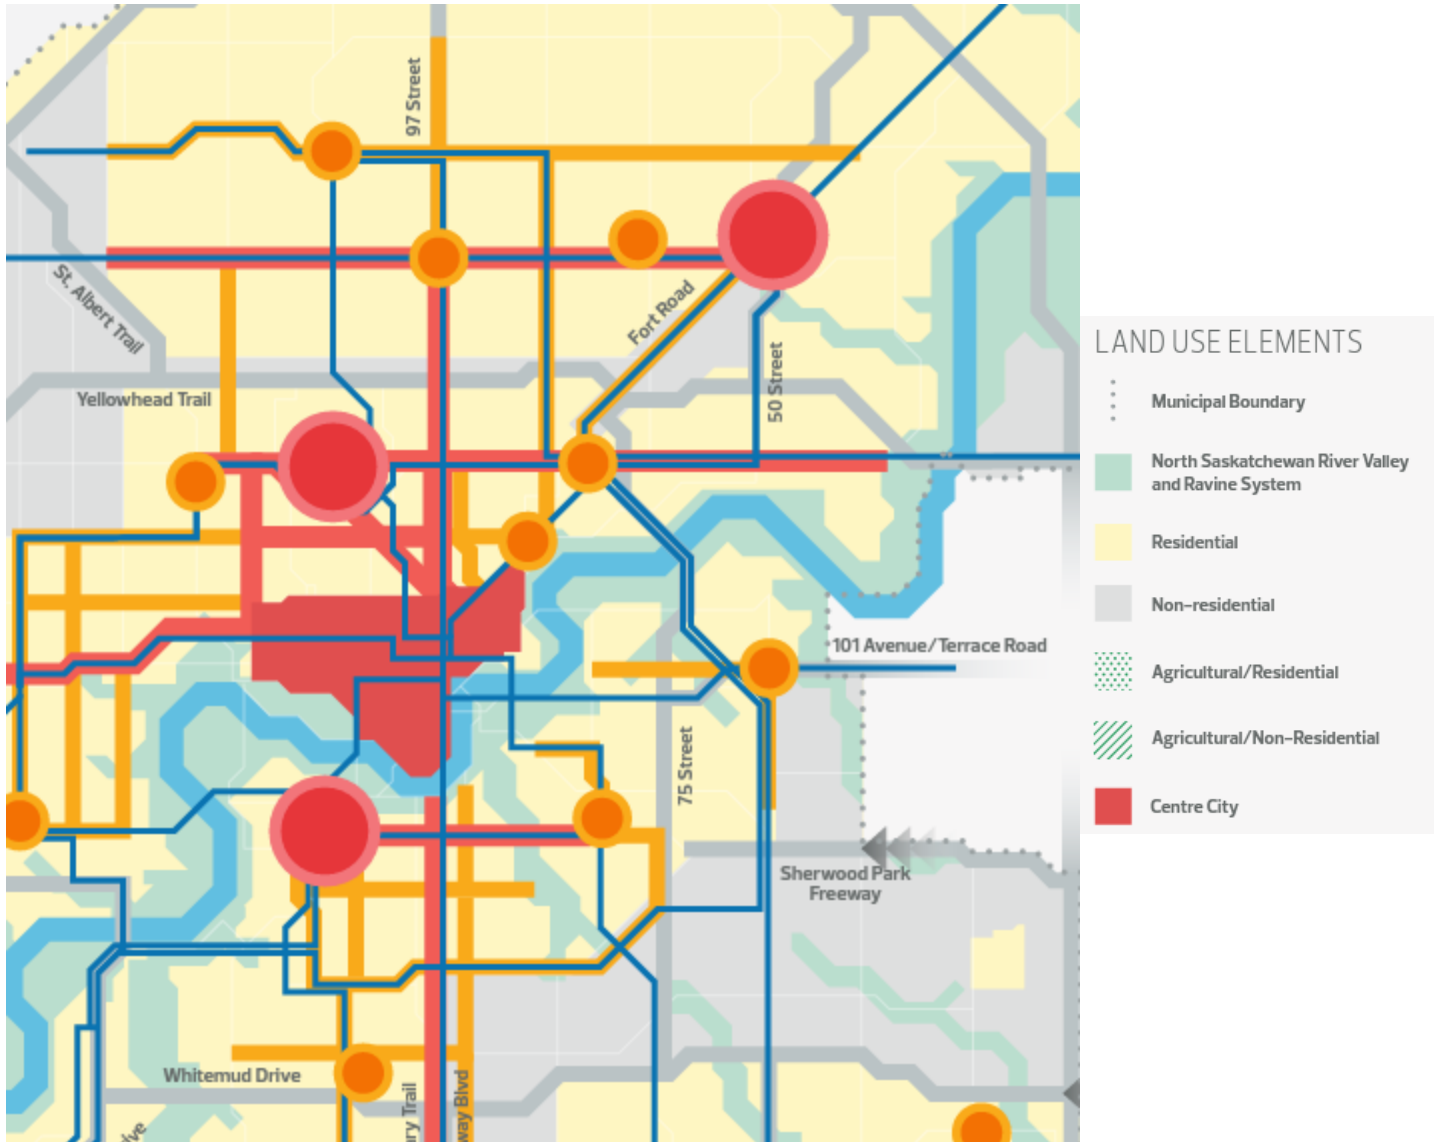 97 Street
St. Albert Trail
Fort Road
50 Street
Yellowhead Trail
101 Avenue/Terrace Road
75 Street
Sherwood Park
Freeway
Whitemud Drive
Trail
Blvd
LAND USE ELEMENTS
Municipal Boundary
North Saskatchewan River Valley
and Ravine System
Residential
Non-residential
Agricultural/Residential
Agricultural/Non-Residential
Centre City